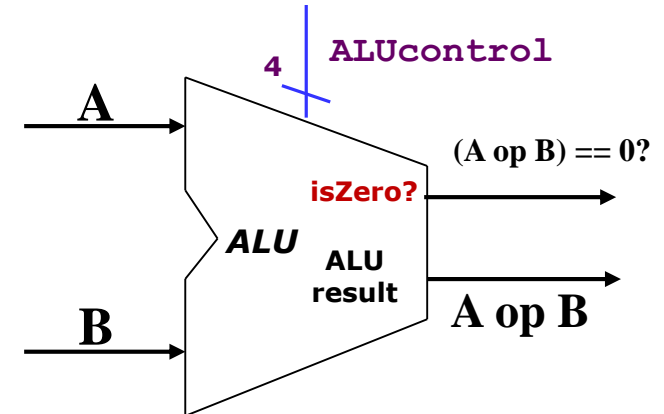 ALUcontrol
4
A
(A op B) == 0?
isZero?
ALU
ALU
result
A op B
B